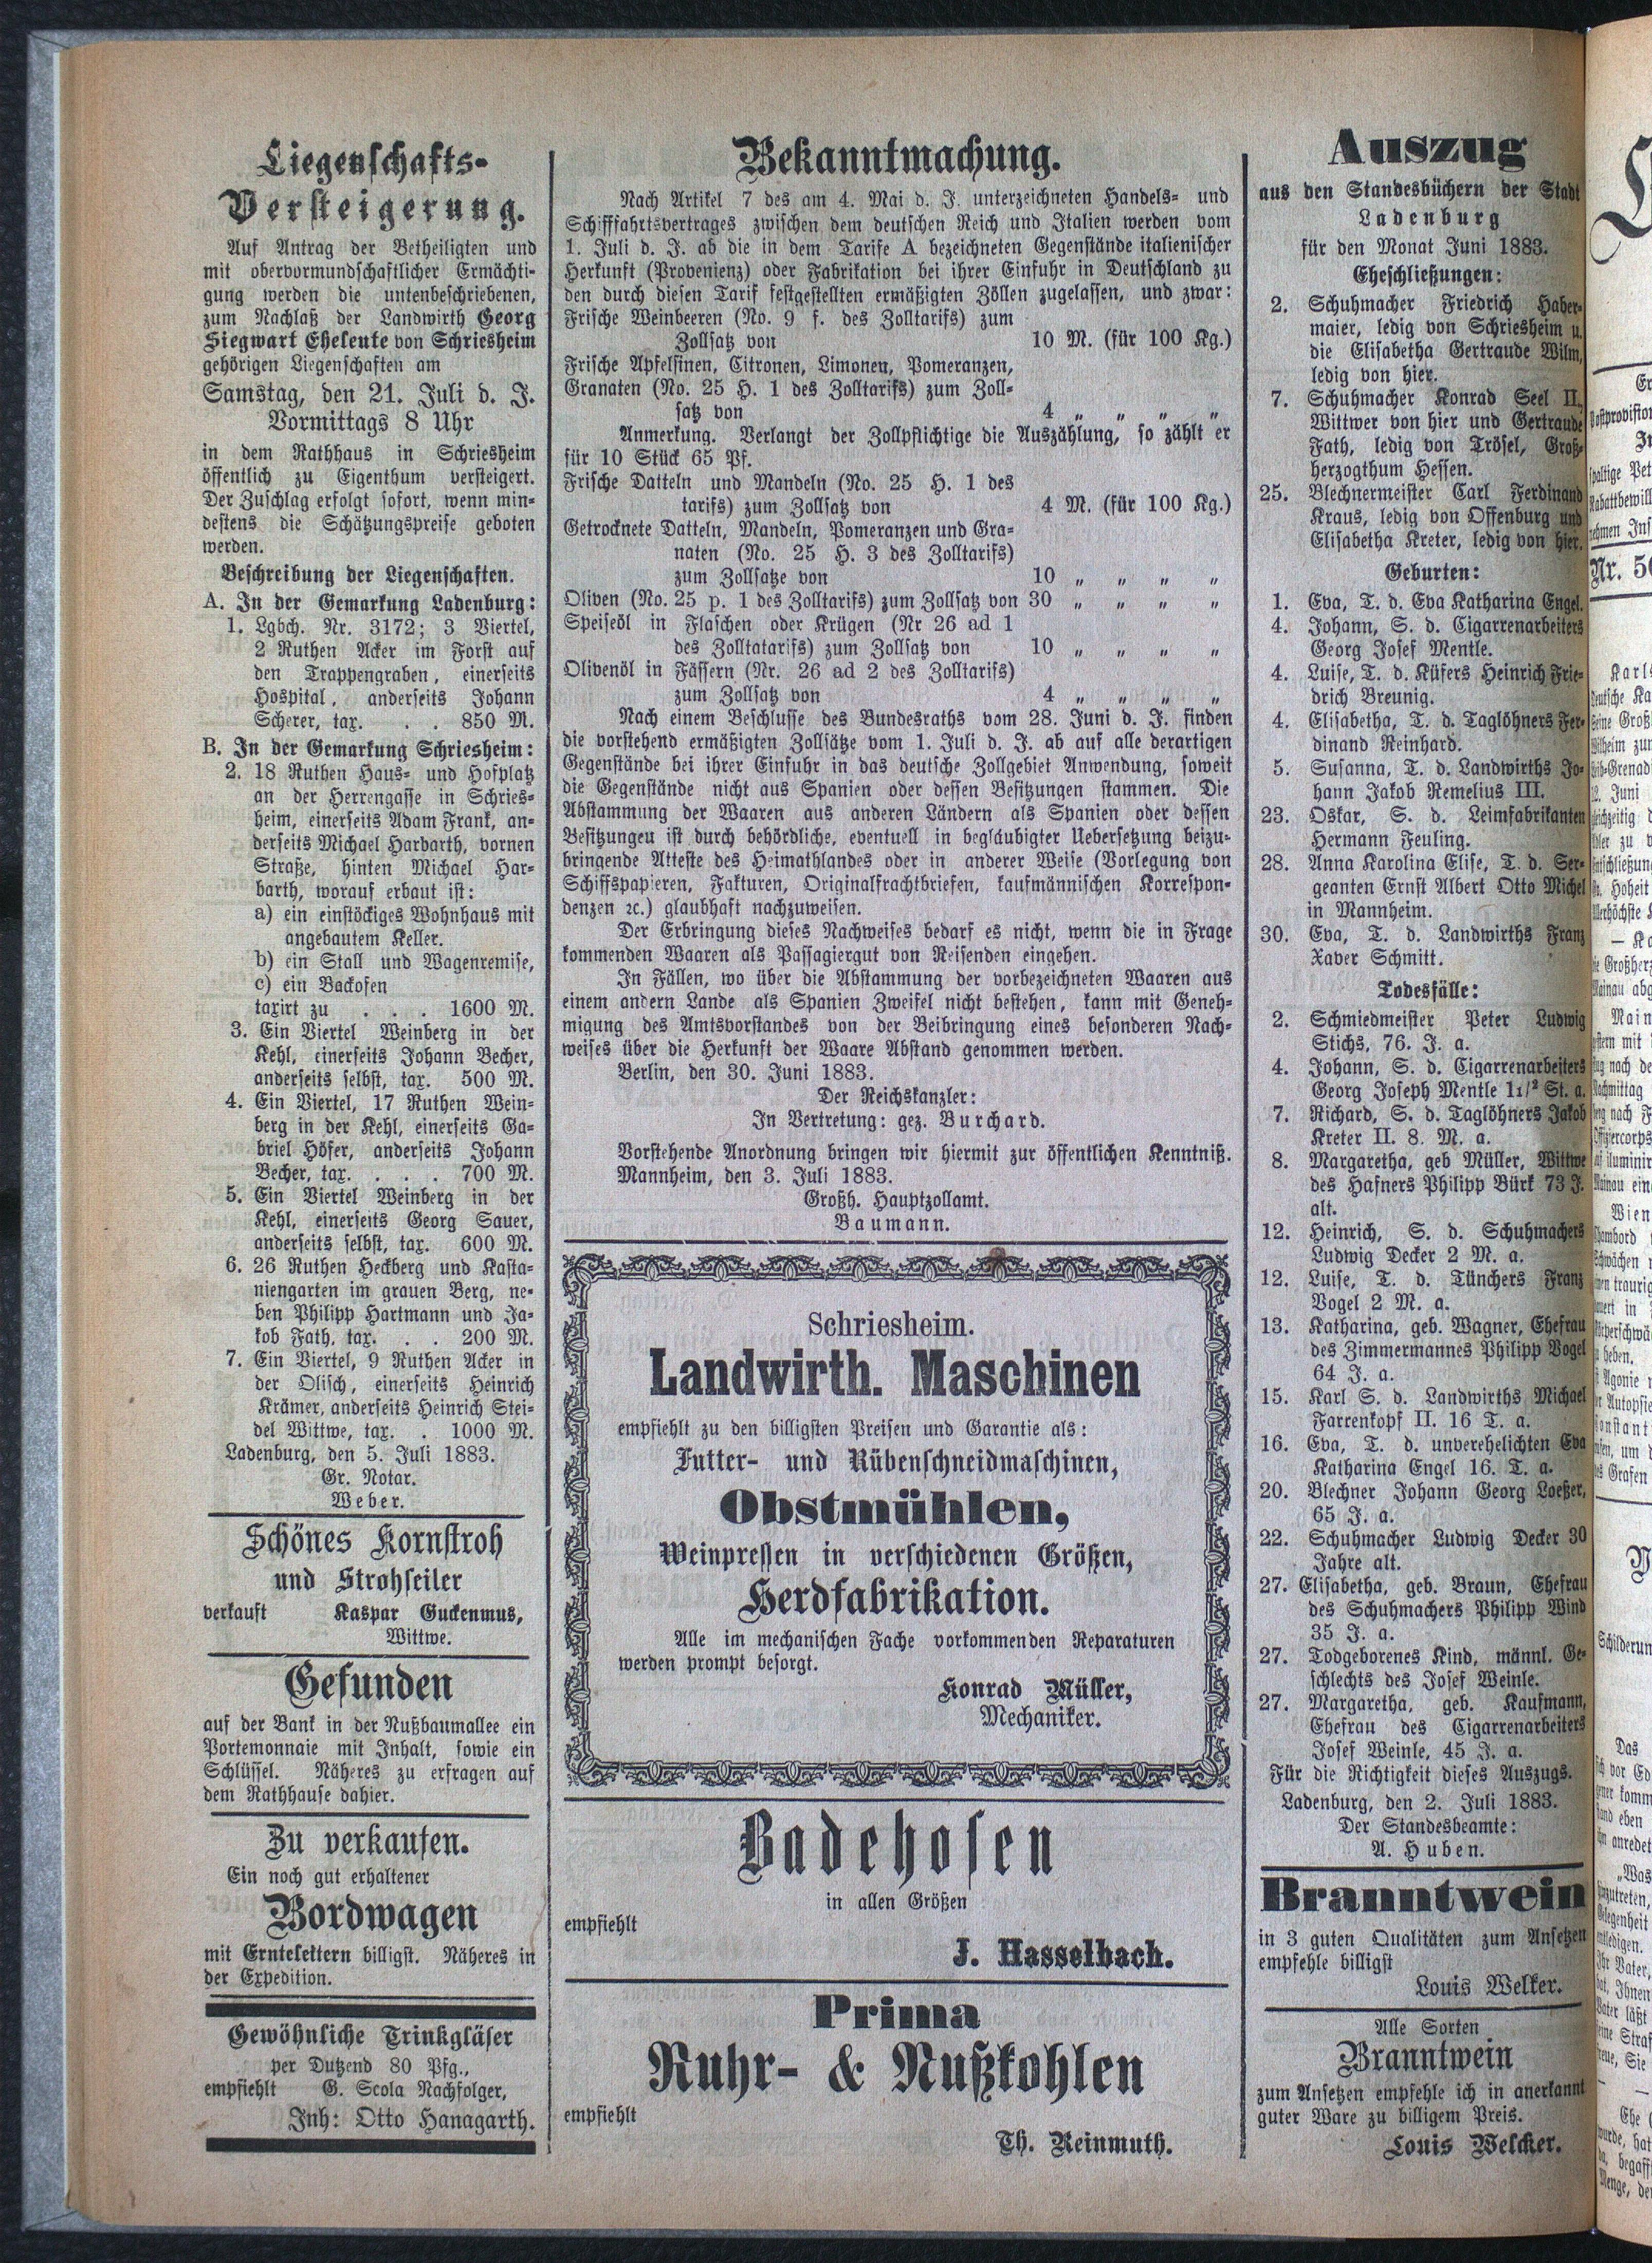 Liegenschafts-
Versteigerung.
Auf Antrag der Betheiligten und
mit obervormundschaftlicher Ermächti-
gung werden die untenbeschriebenen,
zum Nachlaß der Landwirth Georg
Siegwart Eheleute von Schriesheim
gehörigen Liegenschaften am
Samstag, den 21. Juli d. J.
Vormittags 8 Uhr
in dem Rathhaus in Schriesheim
öffentlich zu Eigenthum versteigert.
Der Zuschlag erfolgt sofort, wenn min-
destens die Schätzungspreise geboten
werden.
Beschreibung der Liegenschaften.
A. In der Gemarkung Ladenburg:
1. Lgbch. Nr. 3172; 3 Viertel,
2 Ruthen Acker im Forst auf
den Trappengraben, einerseits
Hospital, anderseits Johann
Scherer, tax. . . 850 M.
B. In der Gemarkung Schriesheim:
2. 18 Ruthen Haus- und Hofplatz
an der Herrengasse in Schries-
heim, einerseits Adam Frank, an-
derseits Michael Harbarth, vornen
Straße, hinten Michael Har-
barth, worauf erbaut ist:
a) ein einstöckiges Wohnhaus mit
angebautem Keller.
b) ein Stall und Wagenremise,
c) ein Backofen
taxirt zu . . . 1600 M.
3. Ein Viertel Weinberg in der
Kehl, einerseits Johann Becher,
anderseits selbst, tax. 500 M.
4. Ein Viertel, 17 Ruthen Wein-
berg in der Kehl, einerseits Ga-
briel Höfer, anderseits Johann
Becher, tax. . . . 700 M.
5. Ein Viertel Weinberg in der
Kehl, einerseits Georg Sauer,
anderseits selbst, tax. 600 M.
6. 26 Ruthen Heckberg und Kasta-
niengarten im grauen Berg, ne-
ben Philipp Hartmann und Ja-
kob Fath, tax. . . 200 M.
7. Ein Viertel, 9 Ruthen Acker in
der Olisch, einerseits Heinrich
Krämer, anderseits Heinrich Stei-
del Wittwe, tax. . 1000 M.
Ladenburg, den 5. Juli 1883.
Gr. Notar.
Weber.
Schönes Kornstroh
und Strohseiler
verkauft Kaspar Guckenmus,
Wittwe.
Gefunden
auf der Bank in der Nußbaumallee ein
Portemonnaie mit Inhalt, sowie ein
Schlüssel. Näheres zu erfragen auf
dem Rathhause dahier.
Zu verkaufen.
Ein noch gut erhaltener
Bordwagen
mit Erntelettern billigst. Näheres in
der Expedition.
Gewöhnliche Trinkgläser
per Dutzend 80 Pfg.,
empfiehlt G. Scola Nachfolger,
Inh: Otto Hanagarth.
Bekanntmachung.
Nach Artikel 7 des am 4. Mai d. J. unterzeichneten Handels- und
Schifffahrtsvertrages zwischen dem deutschen Reich und Italien werden vom
1. Juli d. J. ab die in dem Tarife A bezeichneten Gegenstände italienischer
Herkunft (Provenienz) oder Fabrikation bei ihrer Einfuhr in Deutschland zu
den durch diesen Tarif festgestellten ermäßigten Zöllen zugelassen, und zwar:
Frische Weinbeeren (No. 9 f. des Zolltarifs) zum
Zollsatz von 10 M. (für 100 Kg.)
Frische Apfelsinen, Citronen, Limonen, Pomeranzen,
Granaten (No. 25 H. 1 des Zolltarifs) zum Zoll-
satz von 4 „ „ „ „
Anmerkung. Verlangt der Zollpflichtige die Auszählung, so zählt er
für 10 Stück 65 Pf.
Frische Datteln und Mandeln (No. 25 H. 1 des
tarifs) zum Zollsatz von 4 M. (für 100 Kg.)
Getrocknete Datteln, Mandeln, Pomeranzen und Gra-
naten (No. 25 H. 3 des Zolltarifs)
zum Zollsatze von 10 „ „ „ „
Oliven (No. 25 p. 1 des Zolltarifs) zum Zollsatz von 30 „ „ „ „
Speiseöl in Flaschen oder Krügen (Nr 26 ad 1
des Zolltatarifs) zum Zollsatz von 10 „ „ „ „
Olivenöl in Fässern (Nr. 26 ad 2 des Zolltarifs)
zum Zollsatz von 4 „ „ „ „
Nach einem Beschlusse des Bundesraths vom 28. Juni d. J. finden
die vorstehend ermäßigten Zollsätze vom 1. Juli d. J. ab auf alle derartigen
Gegenstände bei ihrer Einfuhr in das deutsche Zollgebiet Anwendung, soweit
die Gegenstände nicht aus Spanien oder dessen Besitzungen stammen. Die
Abstammung der Waaren aus anderen Ländern als Spanien oder dessen
Besitzungeu ist durch behördliche, eventuell in beglaubigter Uebersetzung beizu-
bringende Atteste des Heimathlandes oder in anderer Weise (Vorlegung von
Schiffspapieren, Fakturen, Originalfrachtbriefen, kaufmännischen Korrespon-
denzen ꝛc.) glaubhaft nachzuweisen.
Der Erbringung dieses Nachweises bedarf es nicht, wenn die in Frage
kommenden Waaren als Passagiergut von Reisenden eingehen.
In Fällen, wo über die Abstammung der vorbezeichneten Waaren aus
einem andern Lande als Spanien Zweifel nicht bestehen, kann mit Geneh-
migung des Amtsvorstandes von der Beibringung eines besonderen Nach-
weises über die Herkunft der Waare Abstand genommen werden.
Berlin, den 30. Juni 1883.
Der Reichskanzler:
In Vertretung: gez. Burchard.
Vorstehende Anordnung bringen wir hiermit zur öffentlichen Kenntniß.
Mannheim, den 3. Juli 1883.
Großh. Hauptzollamt.
Baumann.
Schriesheim.
Landwirth. Maschinen
empfiehlt zu den billigsten Preisen und Garantie als:
Futter- und Rübenschneidmaschinen,
Obstmühlen,
Weinpressen in verschiedenen Größen,
Herdfabrikation.
Alle im mechanischen Fache vorkommenden Reparaturen
werden prompt besorgt.
Konrad Müller,
Mechaniker.
Badehosen
in allen Größen
empfiehlt
J. Hasselbach.
Prima
Ruhr- & Nußkohlen
empfiehlt
Th. Reinmuth.
Auszug
aus den Standesbüchern der Stadt
Ladenburg
für den Monat Juni 1883.
Eheschließungen:
2. Schuhmacher Friedrich Haber-
maier, ledig von Schriesheim u.
die Elisabetha Gertraude Wilm,
ledig von hier.
7. Schuhmacher Konrad Seel II.,
Wittwer von hier und Gertraude
Fath, ledig von Trösel, Groß-
herzogthum Hessen.
25. Blechnermeister Carl Ferdinand
Kraus, ledig von Offenburg und
Elisabetha Kreter, ledig von hier.
Geburten:
1. Eva, T. d. Eva Katharina Engel.
4. Johann, S. d. Cigarrenarbeiters
Georg Josef Mentle.
4. Luise, T. d. Küfers Heinrich Frie-
drich Breunig.
4. Elisabetha, T. d. Taglöhners Fer-
dinand Reinhard.
5. Susanna, T. d. Landwirths Jo-
hann Jakob Remelius III.
23. Oskar, S. d. Leimfabrikanten
Hermann Feuling.
28. Anna Karolina Elise, T. d. Ser-
geanten Ernst Albert Otto Michel
in Mannheim.
30. Eva, T. d. Landwirths Franz
Xaver Schmitt.
Todesfälle:
2. Schmiedmeister Peter Ludwig
Stichs, 76. J. a.
4. Johann, S. d. Cigarrenarbeiters
Georg Joseph Mentle 11/2 St. a.
7. Richard, S. d. Taglöhners Jakob
Kreter II. 8. M. a.
8. Margaretha, geb Müller, Wittwe
des Hafners Philipp Bürk 73 J.
alt.
12. Heinrich, S. d. Schuhmachers
Ludwig Decker 2 M. a.
12. Luise, T. d. Tünchers Franz
Vogel 2 M. a.
13. Katharina, geb. Wagner, Ehefrau
des Zimmermannes Philipp Vogel
64 J. a.
15. Karl S. d. Landwirths Michael
Farrenkopf II. 16 T. a.
16. Eva, T. d. unverehelichten Eva
Katharina Engel 16. T. a.
20. Blechner Johann Georg Loeßer,
65 J. a.
22. Schuhmacher Ludwig Decker 30
Jahre alt.
27. Elisabetha, geb. Braun, Ehefrau
des Schuhmachers Philipp Wind
35 J. a.
27. Todgeborenes Kind, männl. Ge-
schlechts des Josef Weinle.
27. Margaretha, geb. Kaufmann,
Ehefrau des Cigarrenarbeiters
Josef Weinle, 45 J. a.
Für die Richtigkeit dieses Auszugs.
Ladenburg, den 2. Juli 1883.
Der Standesbeamte:
A. Huben.
Branntwein
in 3 guten Qualitäten zum Ansetzen
empfehle billigst
Louis Welker.
Alle Sorten
Branntwein
zum Ansetzen empfehle ich in anerkannt
guter Ware zu billigem Preis.
Louis Welcker.